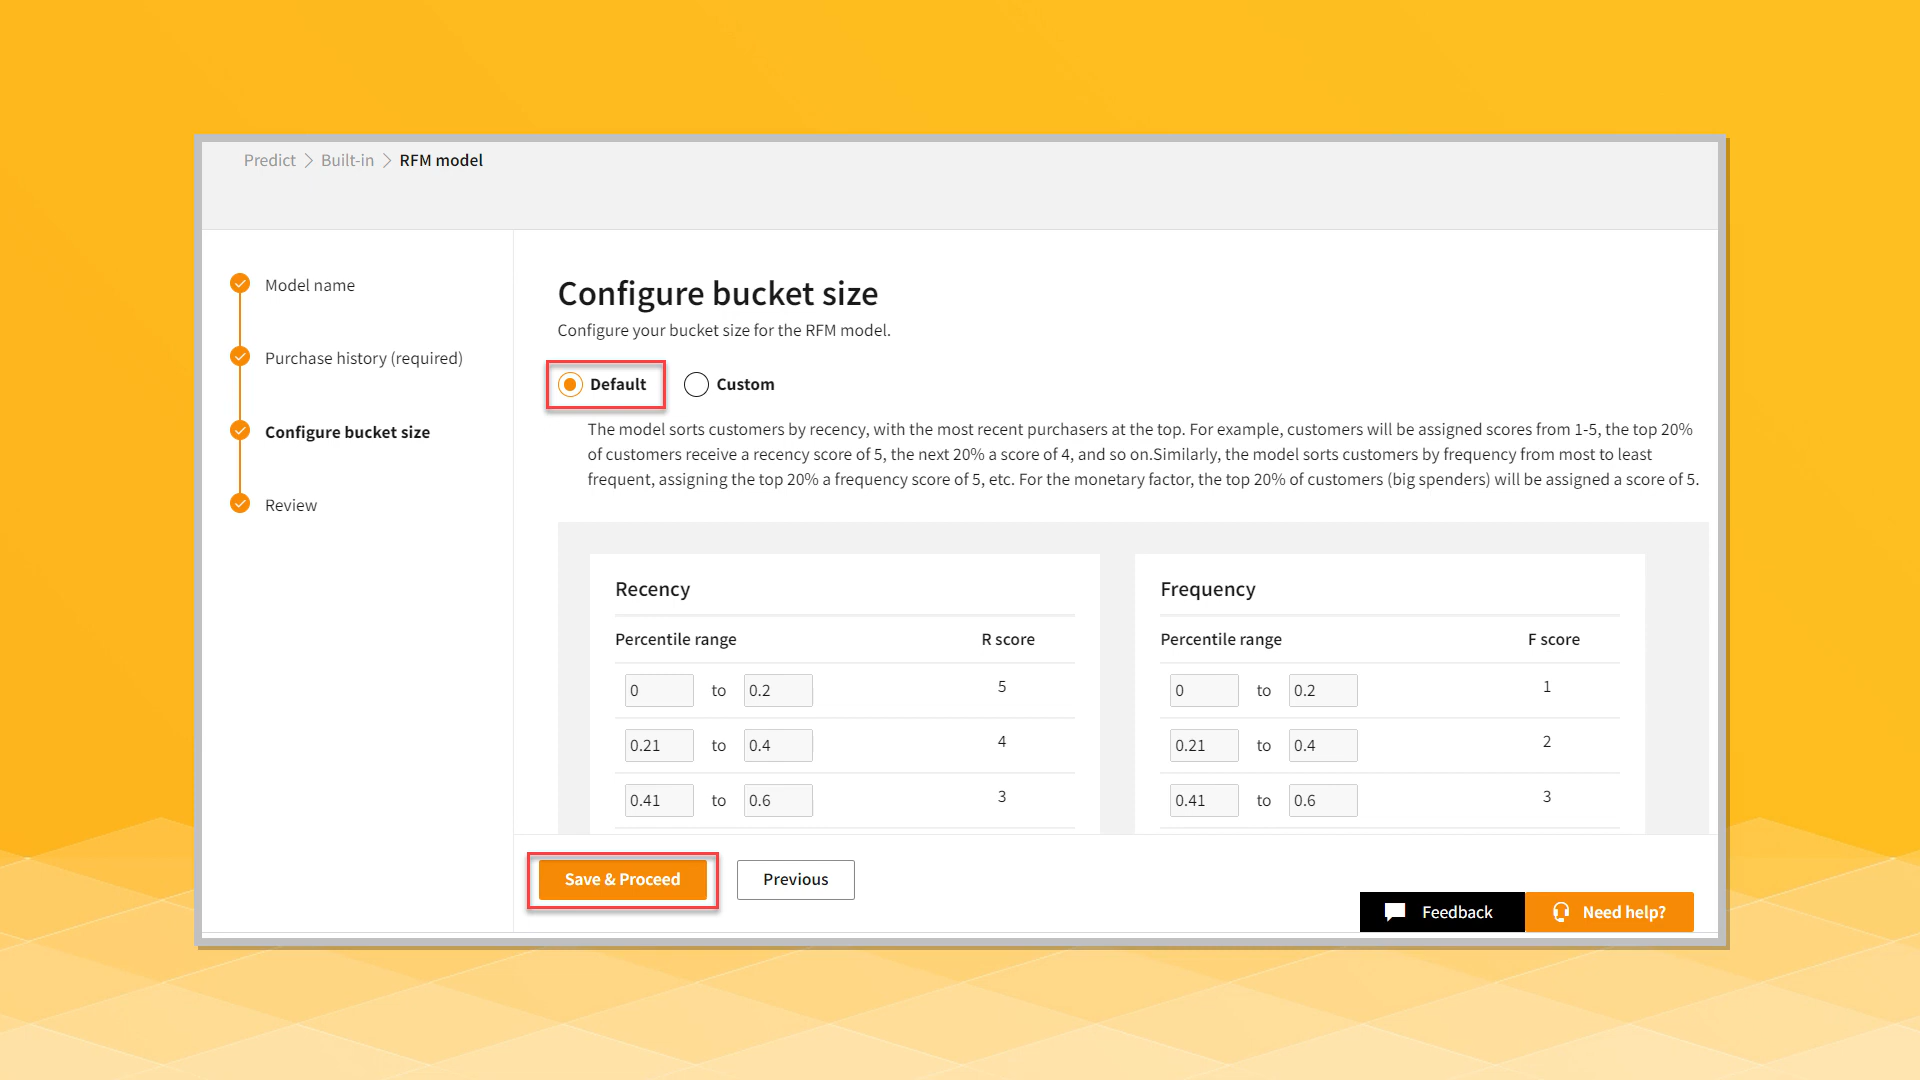 Predict > Built-in > RFM model
Model name
Purchase history (required)
Configure bucket size
Review
Configure bucket size
Configure your bucket size for the RFM model.
Default Custom
The model sorts customers by recency, with the most recent purchasers at the top. For example, customers will be assigned scores from 1-5, the top 20%
of customers receive a recency score of 5, the next 20% a score of 4, and so on.Similarly, the model sorts customers by frequency from most to least
frequent, assigning the top 20% a frequency score of 5, etc. For the monetary factor, the top 20% of customers (big spenders) will be assigned a score of 5.
Recency
Percentile range R score
0 to 0.2 5
0.21 to 0.4 4
0.41 to 0.6 3
Frequency
Percentile range F score
0 to 0.2 1
0.21 to 0.4 2
0.41 to 0.6 3
Save & Proceed Previous
Feedback Need help?